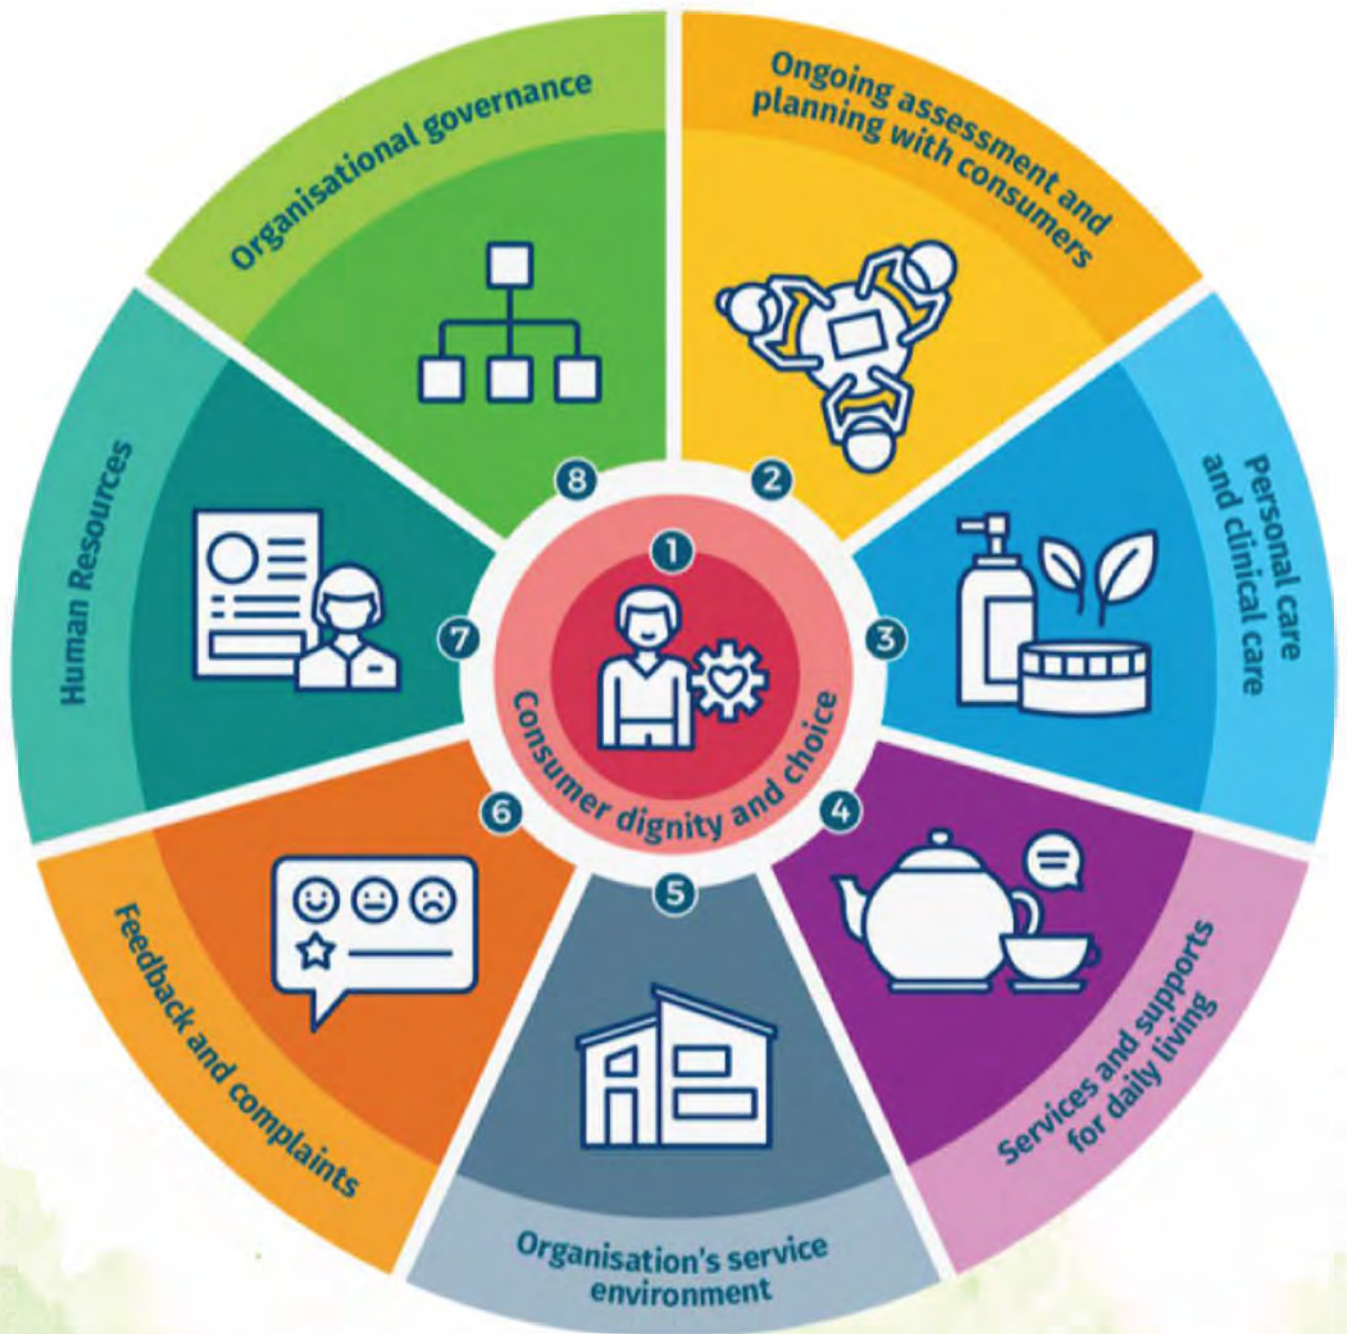 1
Consumer dignity and choice
2
Ongoing assessment and
planning with consumers
3
Personal care
and clinical care
4
Services and supports
for daily living
5
Organisation's service
environment
6
Feedback and complaints
7
Human Resources
8
Organisational governance